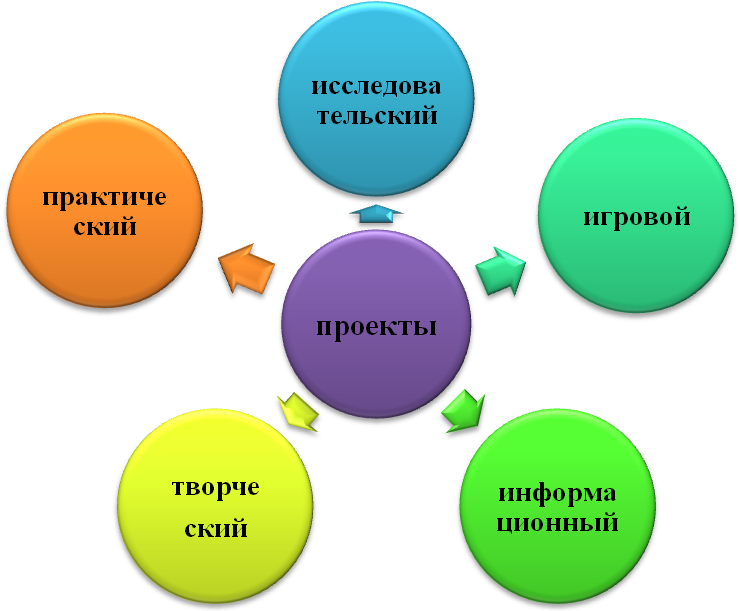 исследова
тельский
практиче
ский
игровой
проекты
творче
ский
информа
ционный